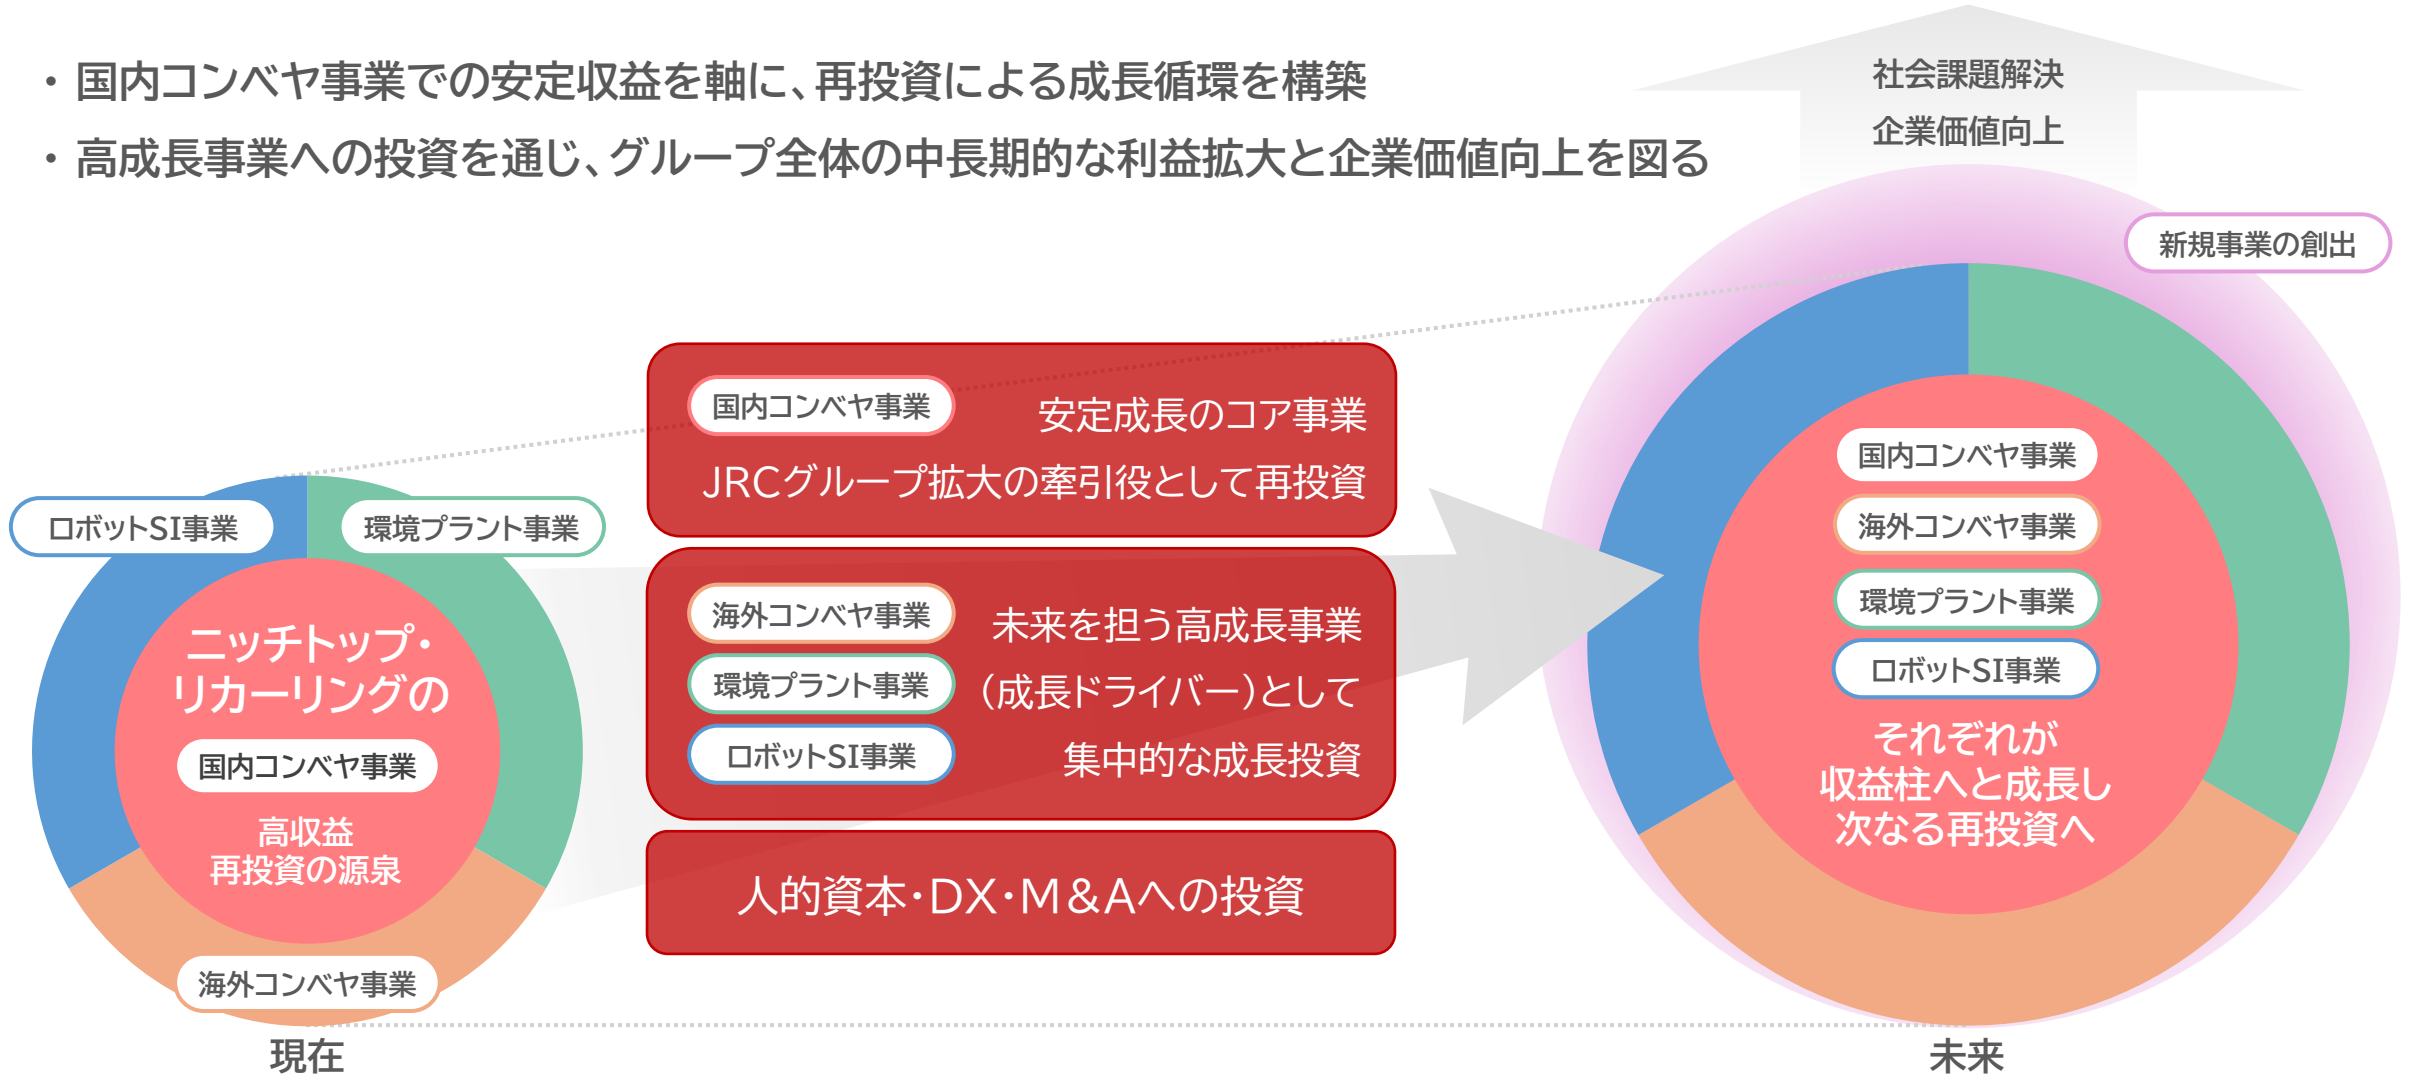 ・国内コンベヤ事業での安定収益を軸に、再投資による成長循環を構築
・高成長事業への投資を通じ、グループ全体の中長期的な利益拡大と企業価値向上を図る
社会課題解決
企業価値向上
新規事業の創出
ロボットSI事業
環境プラント事業
ニッチトップ・
リカーリングの
国内コンベヤ事業
高収益
再投資の源泉
海外コンベヤ事業
現在
国内コンベヤ事業
安定成長のコア事業
JRCグループ拡大の牽引役として再投資
海外コンベヤ事業
環境プラント事業
ロボットSI事業
未来を担う高成長事業
（成長ドライバー）として
集中的な成長投資
人的資本・DX・M＆Aへの投資
国内コンベヤ事業
海外コンベヤ事業
環境プラント事業
ロボットSI事業
それぞれが
収益柱へと成長し
次なる再投資へ
未来